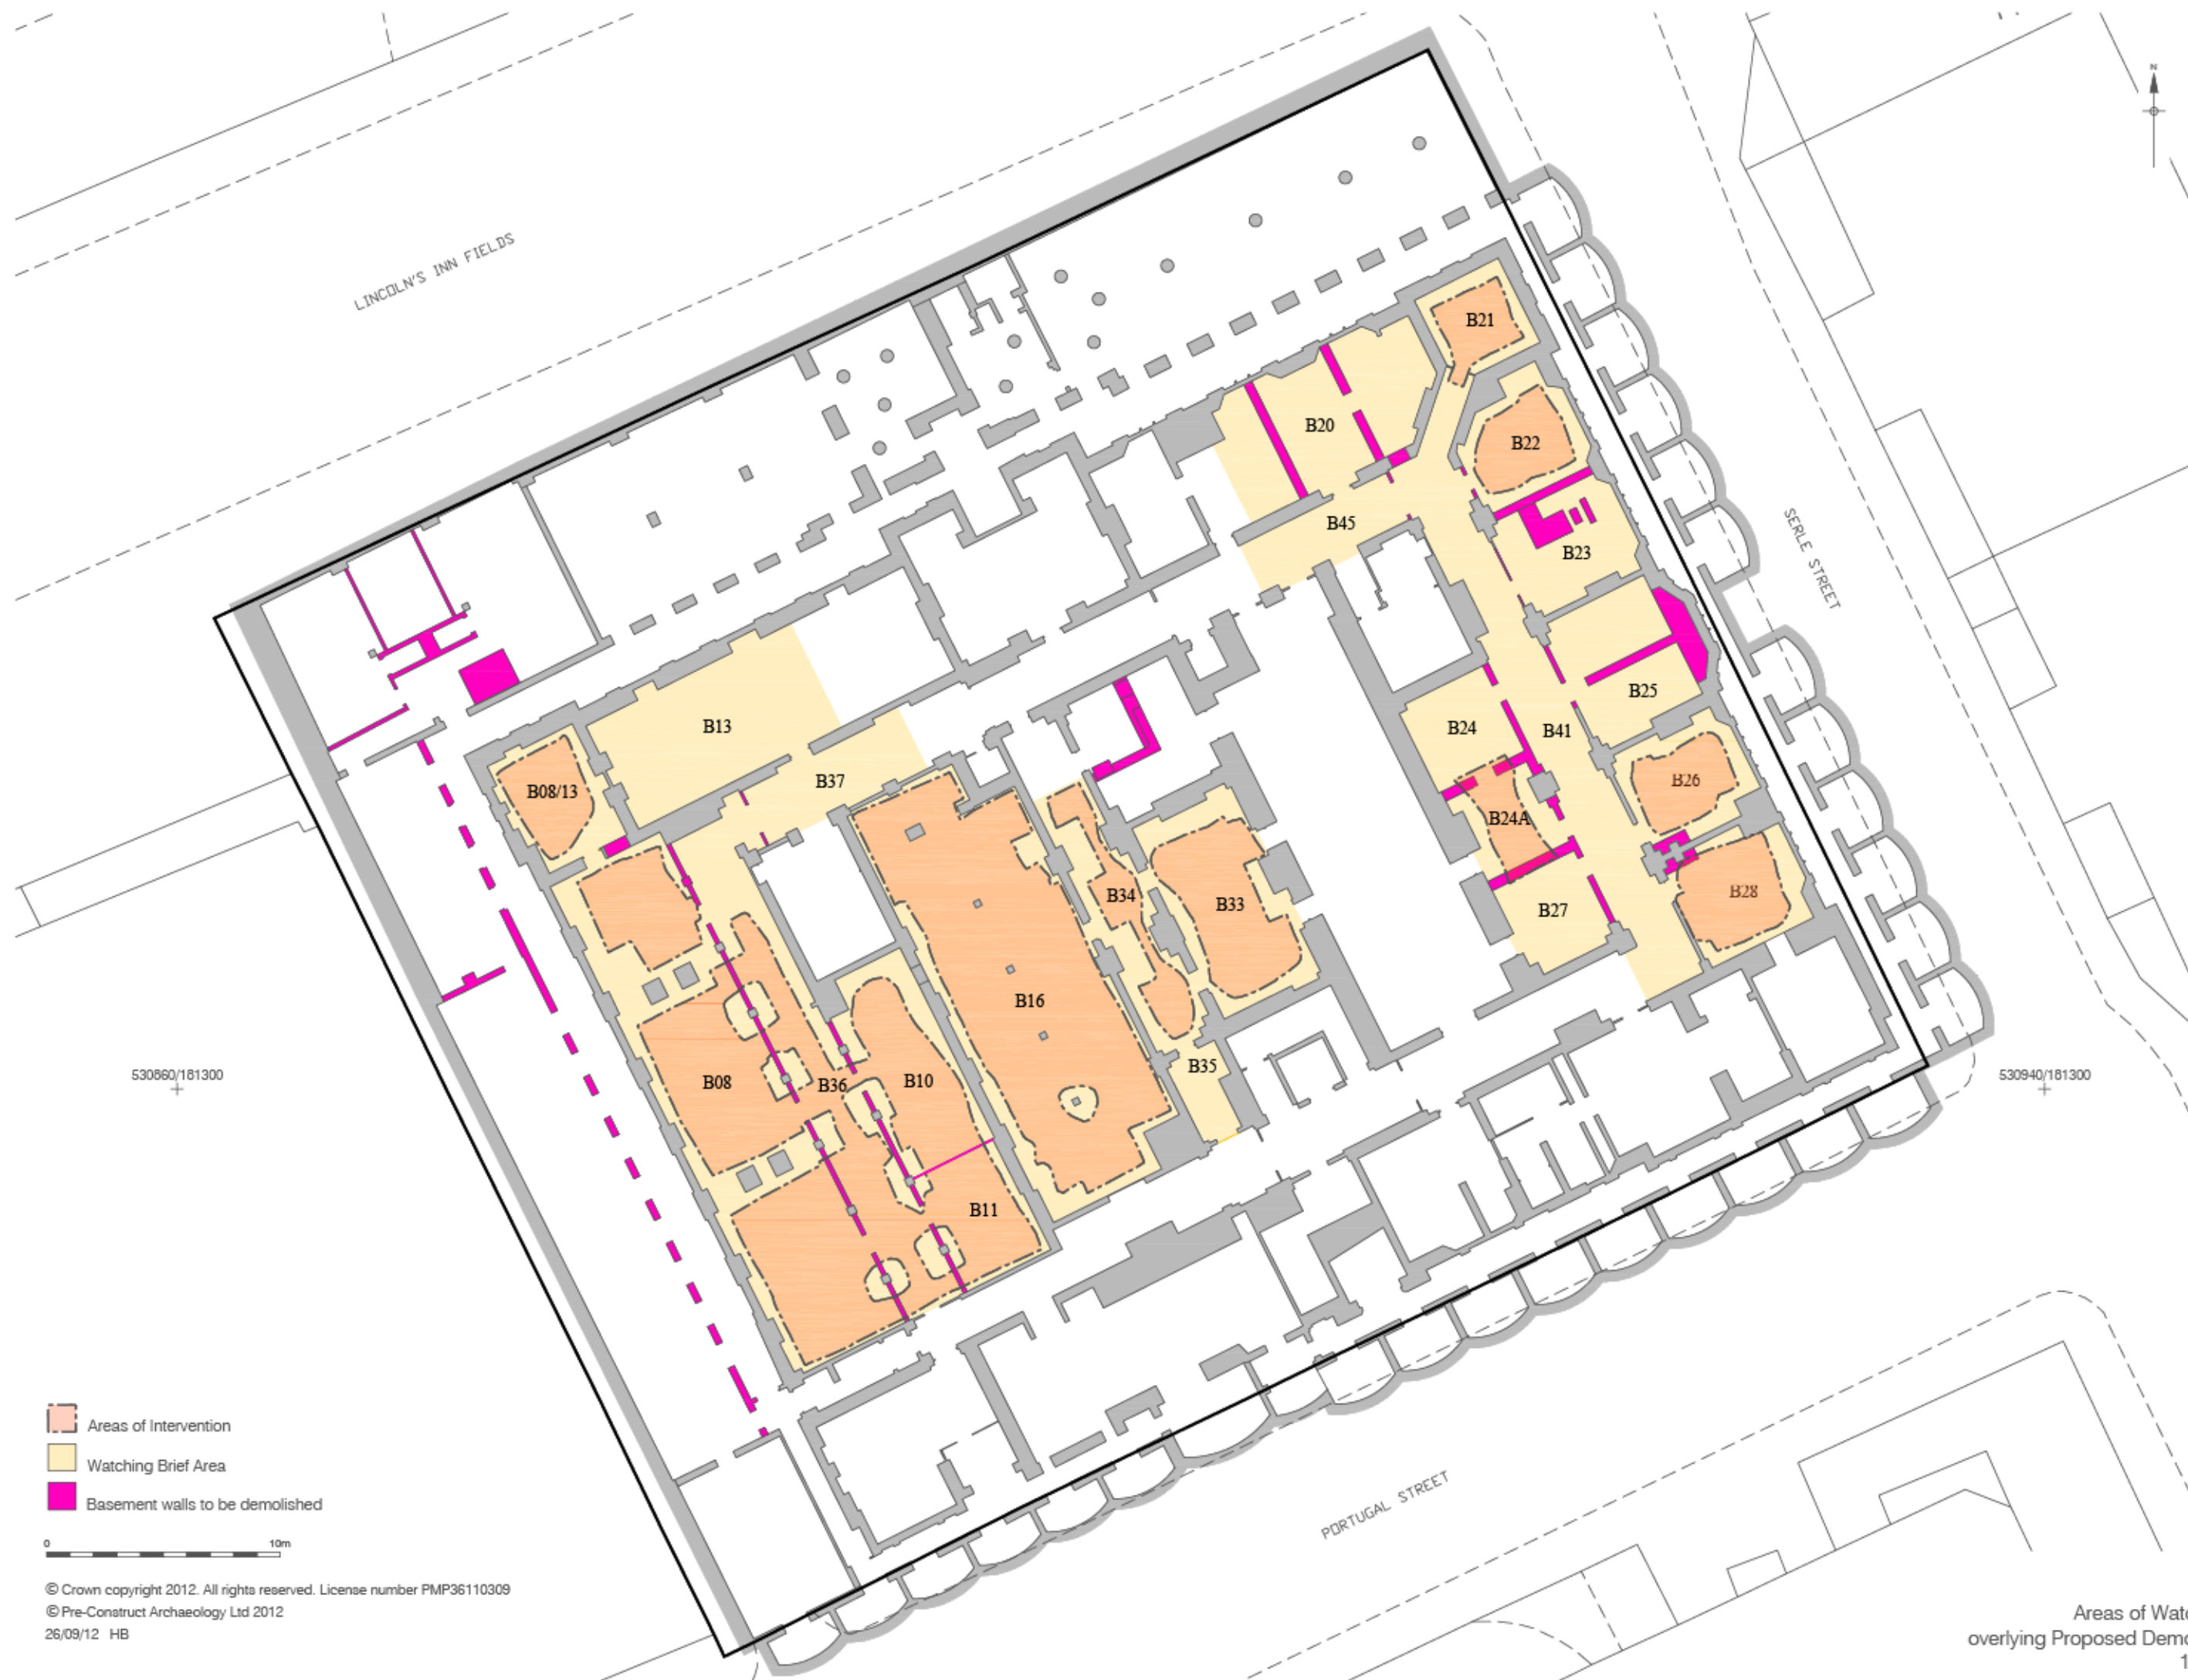 N
LINCOLN'S INN FIELDS
B21
B20
B22
B45
B23
SERLE STREET
B25
B24
B41
B13
B37
B26
B08/13
B24A
B28
B34
B33
B27
B16
B35
530860/181300
530940/181300
B08
B36
B10
B11
Areas of Intervention
Watching Brief Area
Basement walls to be demolished
PORTUGAL STREET
0 10m
© Crown copyright 2012. All rights reserved. License number PMP36110309
© Pre-Construct Archaeology Ltd 2012
26/09/12 HB
Areas of Wat
overlying Proposed Demo
1